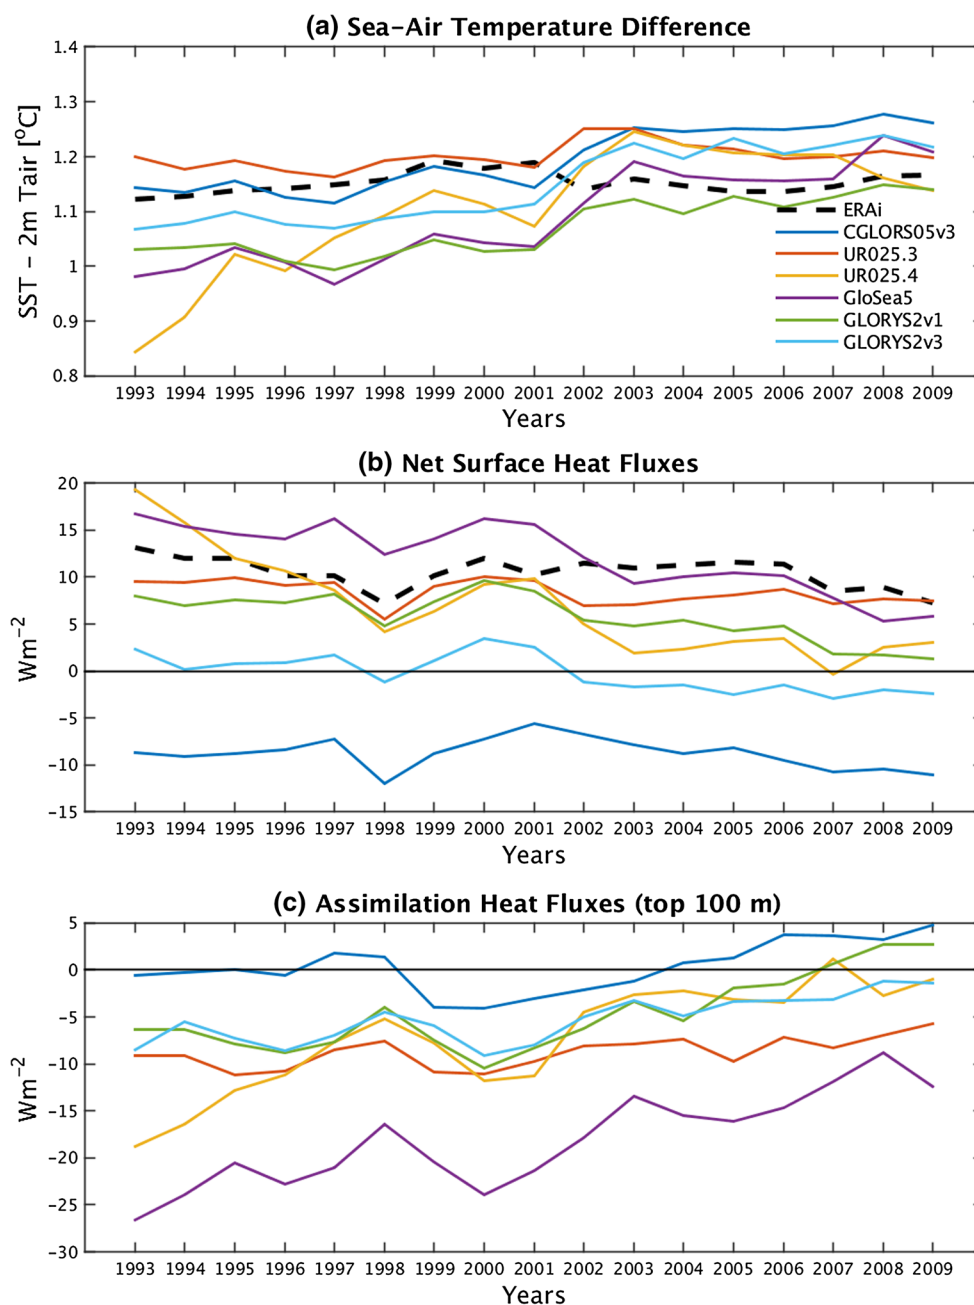 (a) Sea-Air Temperature Difference
SST - 2m Tair [°C]
1.4
1.3
1.2
1.1
1
0.9
0.8
ERAi
CGLORS05v3
UR025.3
UR025.4
GloSea5
GLORYS2v1
GLORYS2v3
1993 1994 1995 1996 1997 1998 1999 2000 2001 2002 2003 2004 2005 2006 2007 2008 2009
Years
(b) Net Surface Heat Fluxes
Wm⁻²
20
15
10
5
0
-5
-10
-15
1993 1994 1995 1996 1997 1998 1999 2000 2001 2002 2003 2004 2005 2006 2007 2008 2009
Years
(c) Assimilation Heat Fluxes (top 100 m)
Wm⁻²
5
0
-5
-10
-15
-20
-25
-30
1993 1994 1995 1996 1997 1998 1999 2000 2001 2002 2003 2004 2005 2006 2007 2008 2009
Years